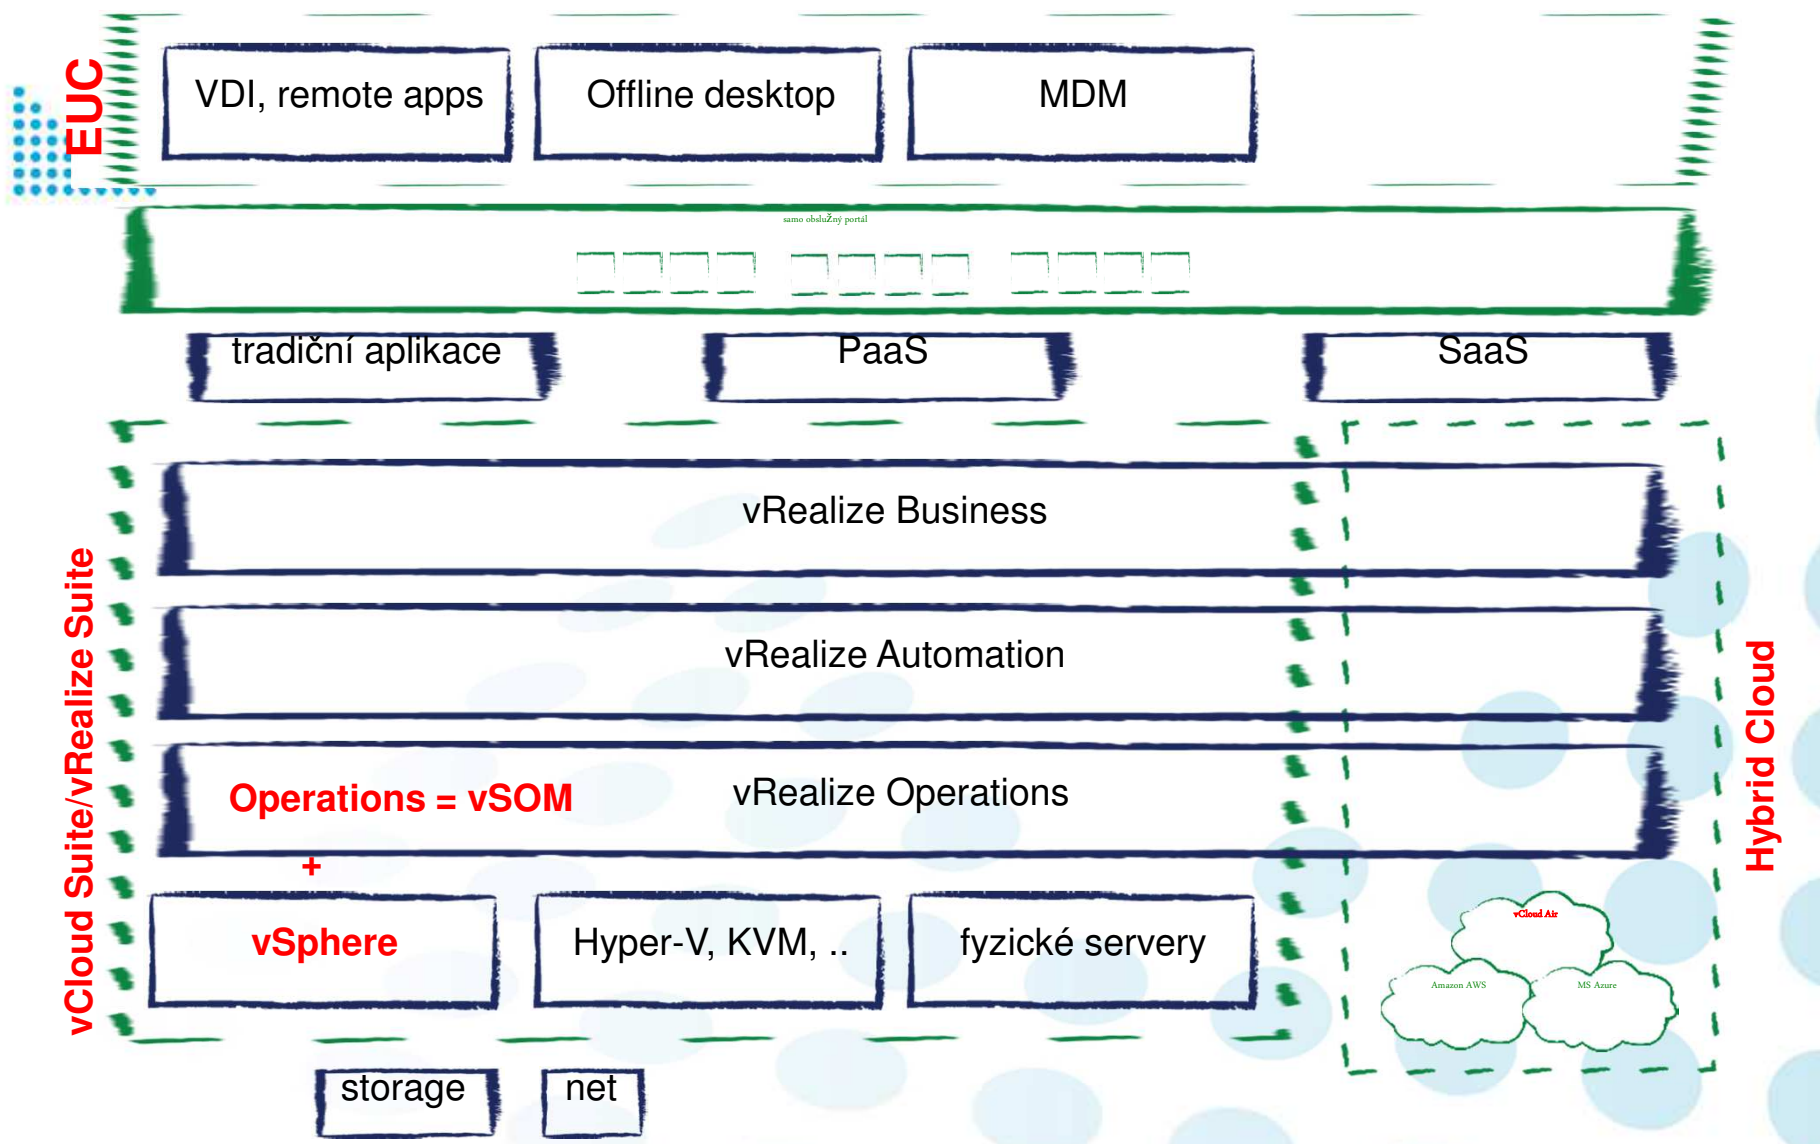 EUC
VDI, remote apps
Offline desktop
MDM
samo obsluŽný portál
tradiční aplikace
PaaS
SaaS
vCloud Suite/vRealize Suite
vRealize Business
vRealize Automation
Operations = vSOM
vRealize Operations
+
vSphere
Hyper-V, KVM, ..
fyzické servery
Hybrid Cloud
vCloud Air
Amazon AWS
MS Azure
storage
net